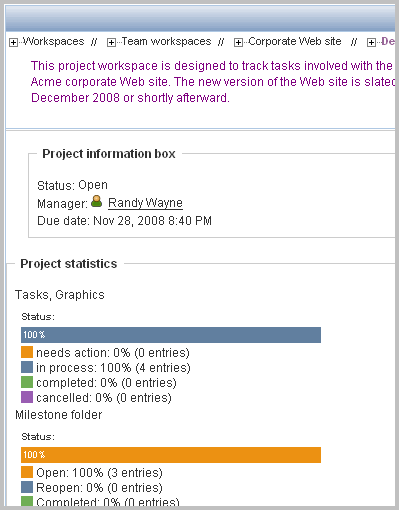 Workspaces // Team workspaces // Corporate Web site // De
This project workspace is designed to track tasks involved with the
Acme corporate Web site. The new version of the Web site is slated
December 2008 or shortly afterward.
Project information box
Status: Open
Manager: Randy Wayne
Due date: Nov 28, 2008 8:40 PM
Project statistics
Tasks, Graphics
Status:
100%
needs action: 0% (0 entries)
in process: 100% (4 entries)
completed: 0% (0 entries)
cancelled: 0% (0 entries)
Milestone folder
Status:
100%
Open: 100% (3 entries)
Reopen: 0% (0 entries)
Completed: 0% (0 entries)